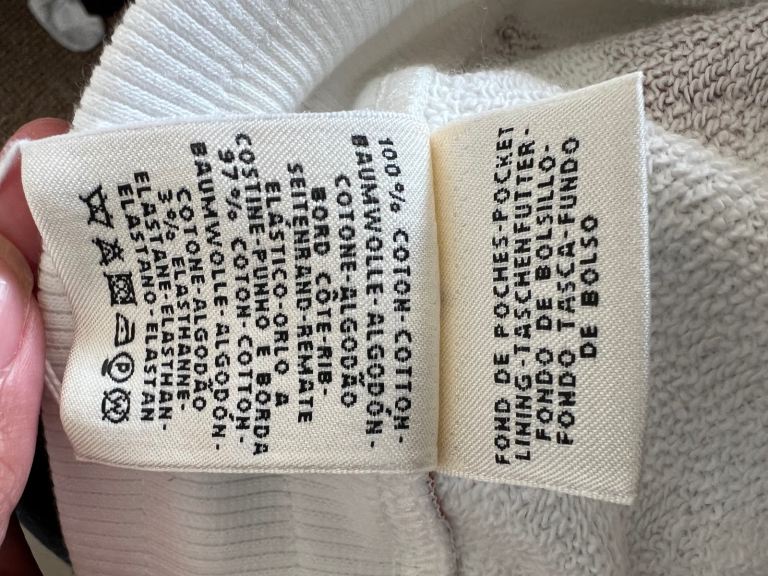 100% COTON-COTTON-
BAUMWOLLE-ALGODÓN-
COTONE-ALGODÃO
BORD CÔTE-RIB-
SEITENRAND-REMATE
ELÁSTICO-ORLO A
COSTINE-PUNHO E BORDA
97% COTON-COTTON-
BAUMWOLLE-ALGODÓN-
COTONE-ALGODÃO
3% ELASTHANNE-
ELASTANE-ELASTHAN-
ELASTANO-ELASTAN
FOND DE POCHES-POCKET
LINING-TASCHENFUTTER-
FONDO DE BOLSILLO-
FONDO TASCA-FUNDO
DE BOLSO